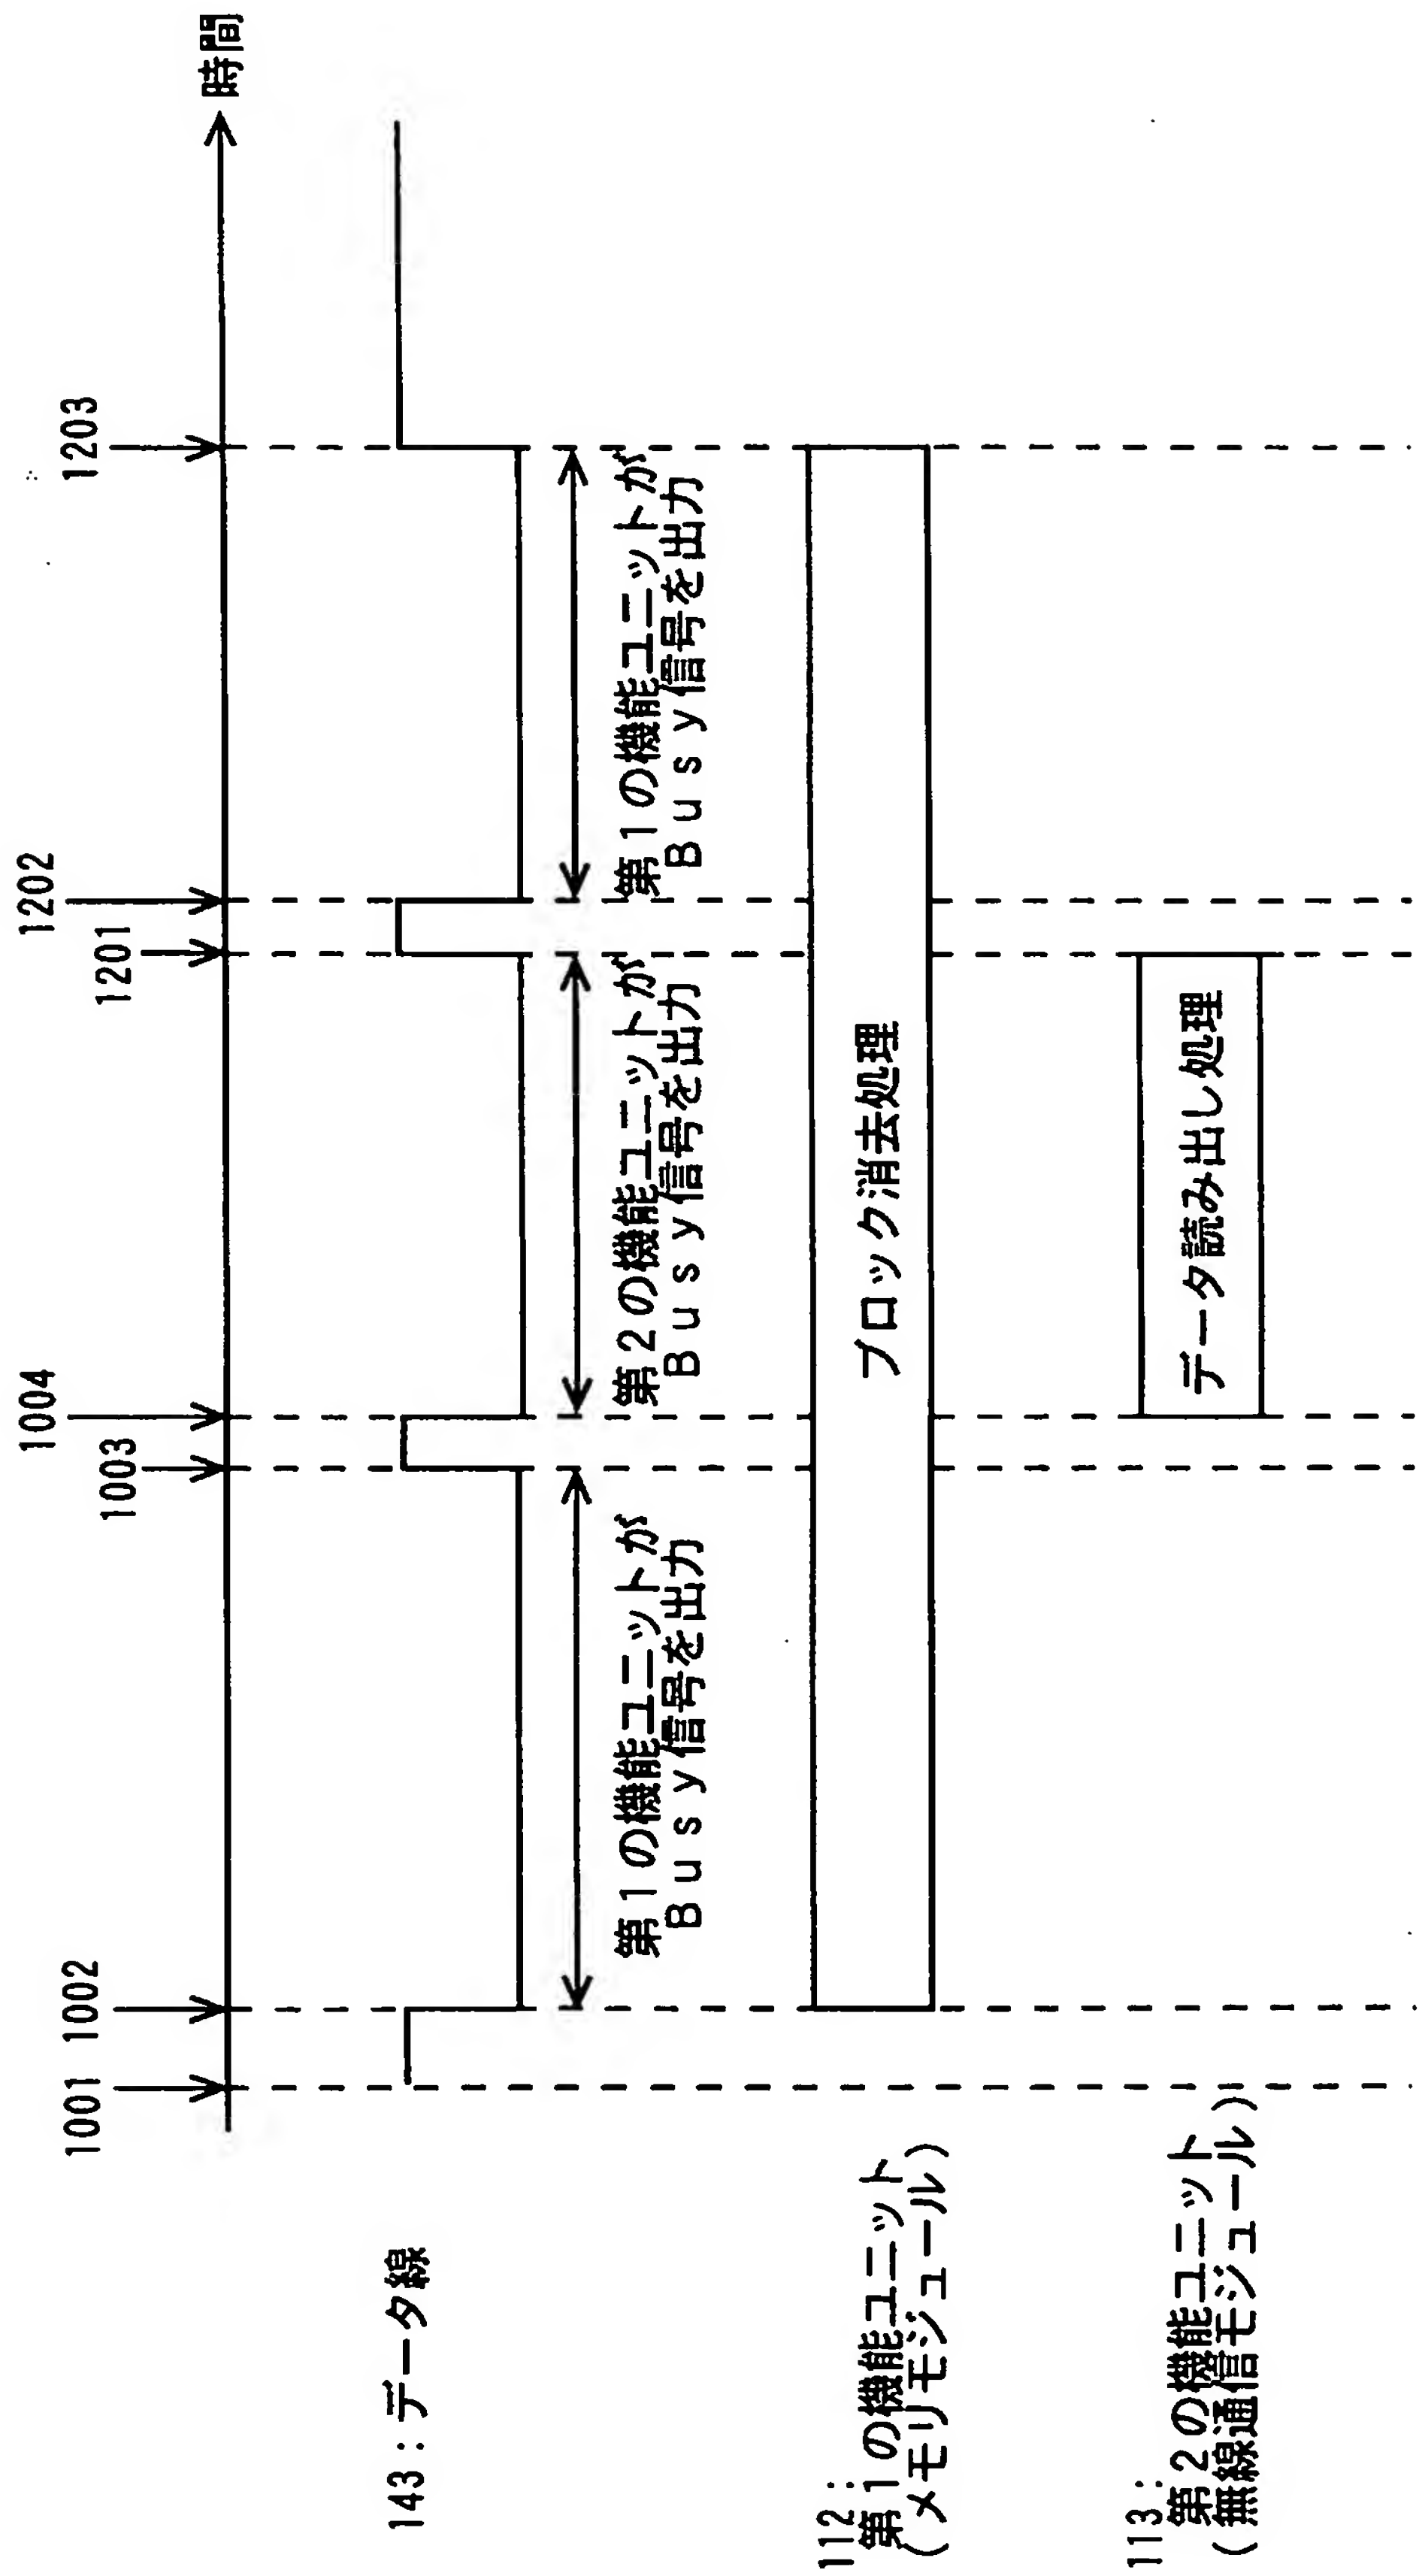 時間
1001
1002
1003
1004
1201
1202
1203
143：データ線
第1の機能ユニットが
Busy信号を出力
第2の機能ユニットが
Busy信号を出力
第1の機能ユニットが
Busy信号を出力
112：
第1の機能ユニット
（メモリモジュール）
ブロック消去処理
113：
第2の機能ユニット
（無線通信モジュール）
データ読み出し処理